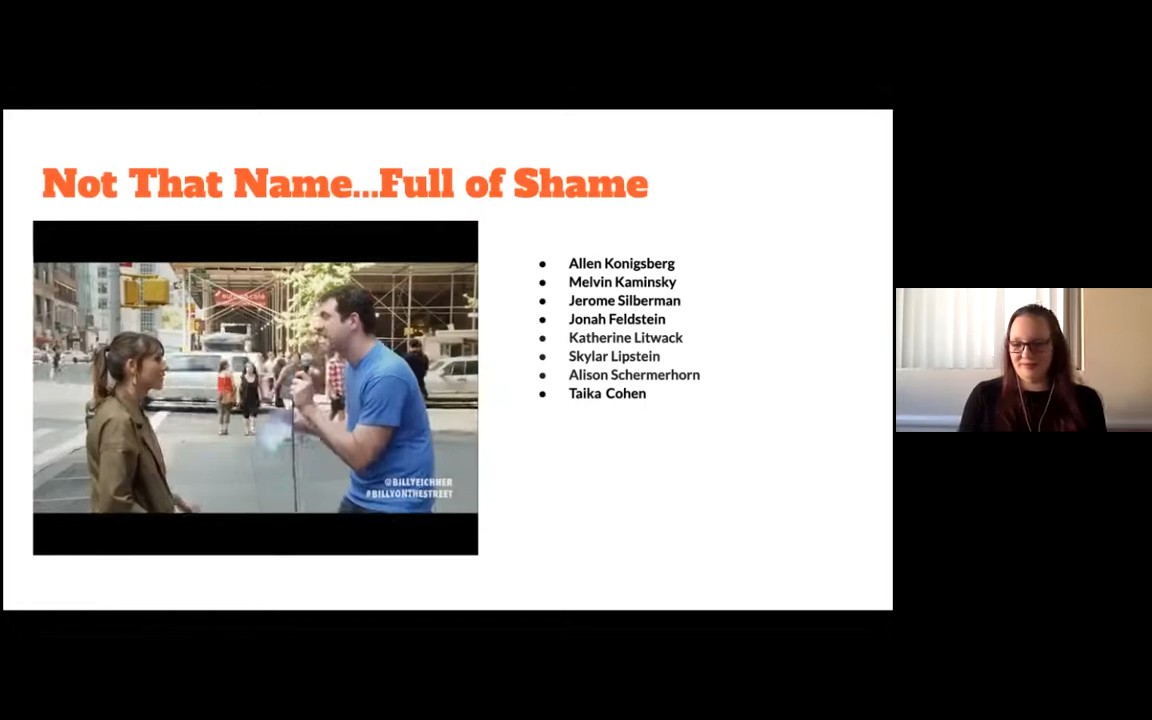 Not That Name...Full of Shame
@BILLYEICHNER
#BILLYONTHESTREET
● Allen Konigsberg
● Melvin Kaminsky
● Jerome Silberman
● Jonah Feldstein
● Katherine Litwack
● Skylar Lipstein
● Alison Schermerhorn
● Taika Cohen